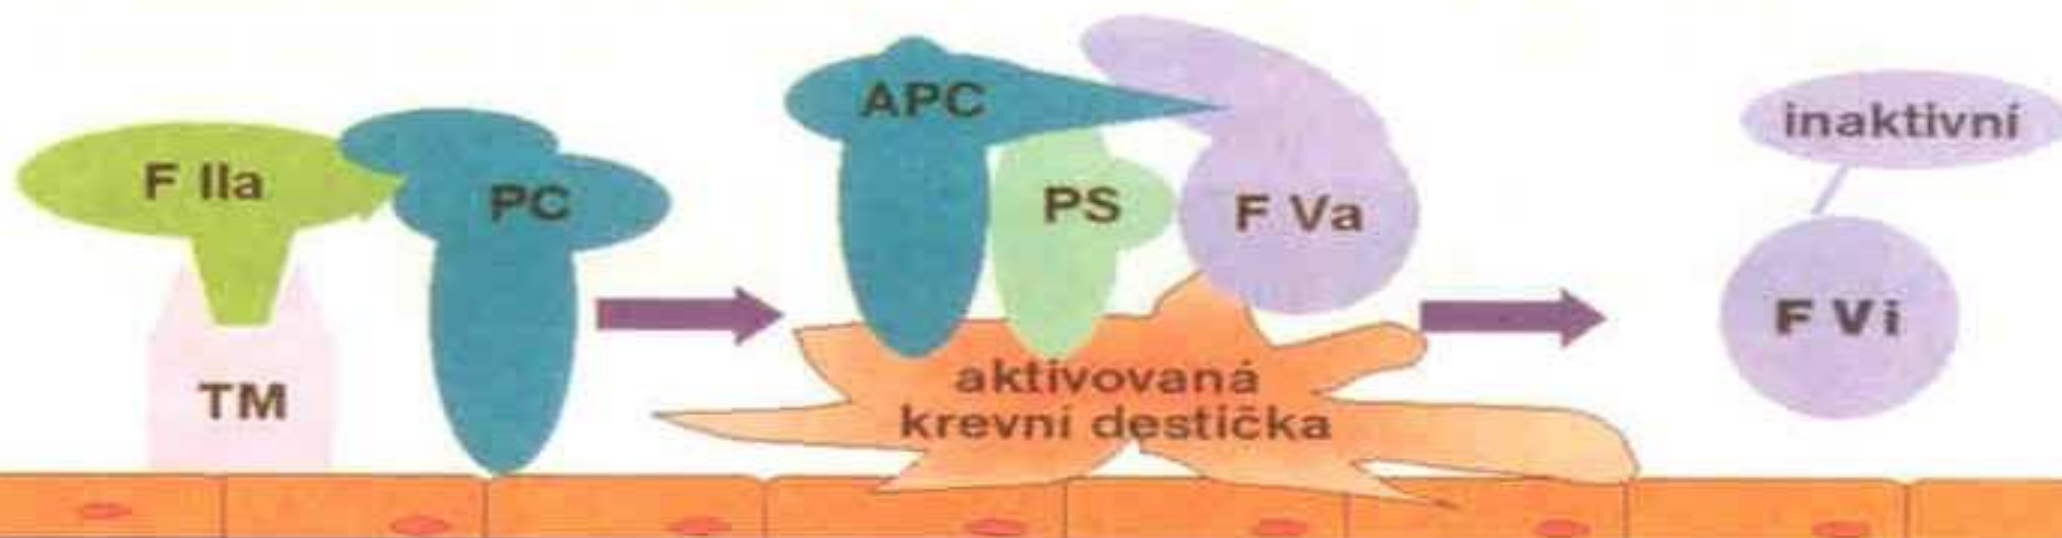 F IIa
TM
PC
APC
PS
F Va
aktivovaná
krevní destička
inaktivní
F Vi